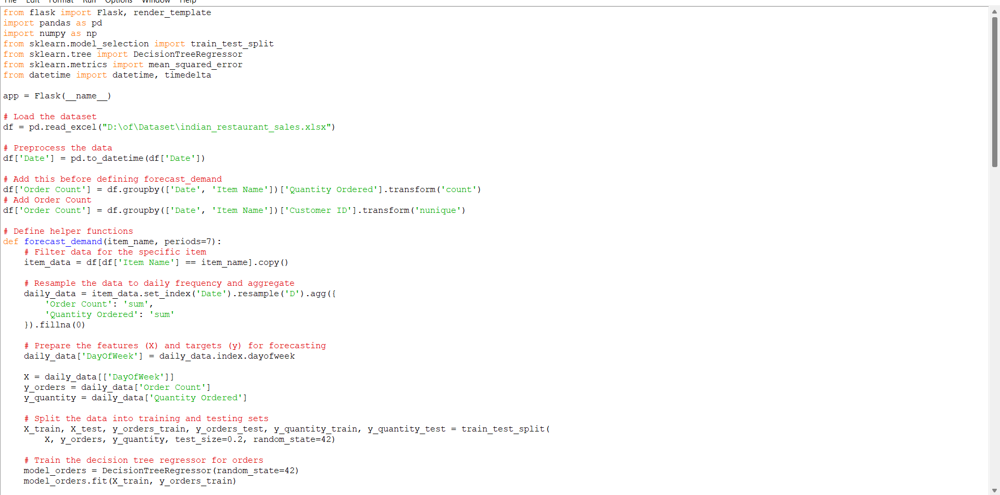 File Edit Format Run Options Window Help
from flask import Flask, render_template
import pandas as pd
import numpy as np
from sklearn.model_selection import train_test_split
from sklearn.tree import DecisionTreeRegressor
from sklearn.metrics import mean_squared_error
from datetime import datetime, timedelta

app = Flask(__name__)

# Load the dataset
df = pd.read_excel("D:\of\Dataset\indian_restaurant_sales.xlsx")

# Preprocess the data
df['Date'] = pd.to_datetime(df['Date'])

# Add this before defining forecast_demand
df['Order Count'] = df.groupby(['Date', 'Item Name'])['Quantity Ordered'].transform('count')
# Add Order Count
df['Order Count'] = df.groupby(['Date', 'Item Name'])['Customer ID'].transform('nunique')

# Define helper functions
def forecast_demand(item_name, periods=7):
    # Filter data for the specific item
    item_data = df[df['Item Name'] == item_name].copy()

    # Resample the data to daily frequency and aggregate
    daily_data = item_data.set_index('Date').resample('D').agg({
        'Order Count': 'sum',
        'Quantity Ordered': 'sum'
    }).fillna(0)

    # Prepare the features (X) and targets (y) for forecasting
    daily_data['DayOfWeek'] = daily_data.index.dayofweek

    X = daily_data[['DayOfWeek']]
    y_orders = daily_data['Order Count']
    y_quantity = daily_data['Quantity Ordered']

    # Split the data into training and testing sets
    X_train, X_test, y_orders_train, y_orders_test, y_quantity_train, y_quantity_test = train_test_split(
        X, y_orders, y_quantity, test_size=0.2, random_state=42)

    # Train the decision tree regressor for orders
    model_orders = DecisionTreeRegressor(random_state=42)
    model_orders.fit(X_train, y_orders_train)